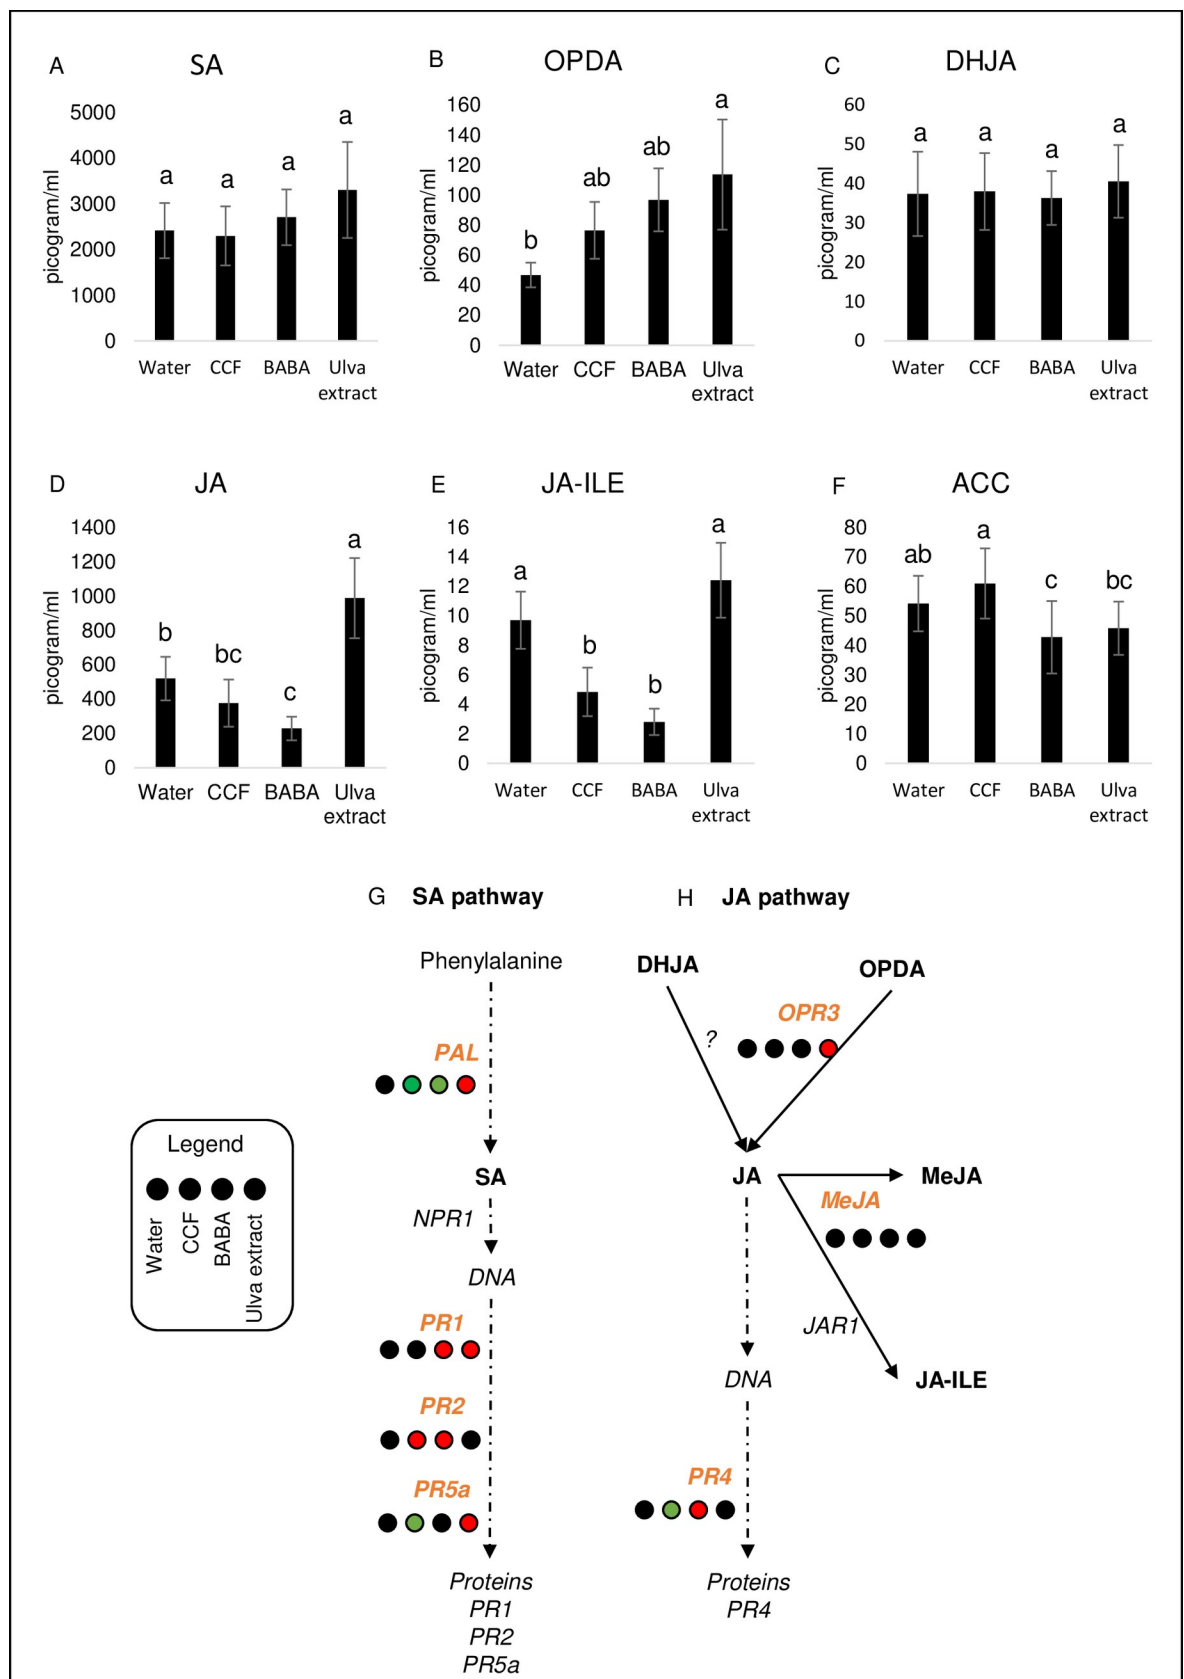 A SA
5000
4000
3000
2000
1000
0
picogram/ml
a a a a
Water CCF BABA Ulva
extract
B OPDA
160
140
120
100
80
60
40
20
0
picogram/ml
b ab ab a
Water CCF BABA Ulva
extract
C DHJA
60
50
40
30
20
10
0
picogram/ml
a a a a
Water CCF BABA Ulva
extract
D JA
1400
1200
1000
800
600
400
200
0
picogram/ml
b bc c a
Water CCF BABA Ulva
extract
E JA-ILE
16
14
12
10
8
6
4
2
0
picogram/ml
a b b a
Water CCF BABA Ulva
extract
F ACC
80
70
60
50
40
30
20
10
0
picogram/ml
ab a c bc
Water CCF BABA Ulva
extract
G SA pathway
Phenylalanine
PAL
SA
NPR1
DNA
PR1
PR2
PR5a
Proteins
PR1
PR2
PR5a
H JA pathway
DHJA
OPDA
OPR3
?
JA
MeJA
MeJA
JAR1
DNA
JA-ILE
PR4
Proteins
PR4
Legend
Water
CCF
BABA
Ulva extract